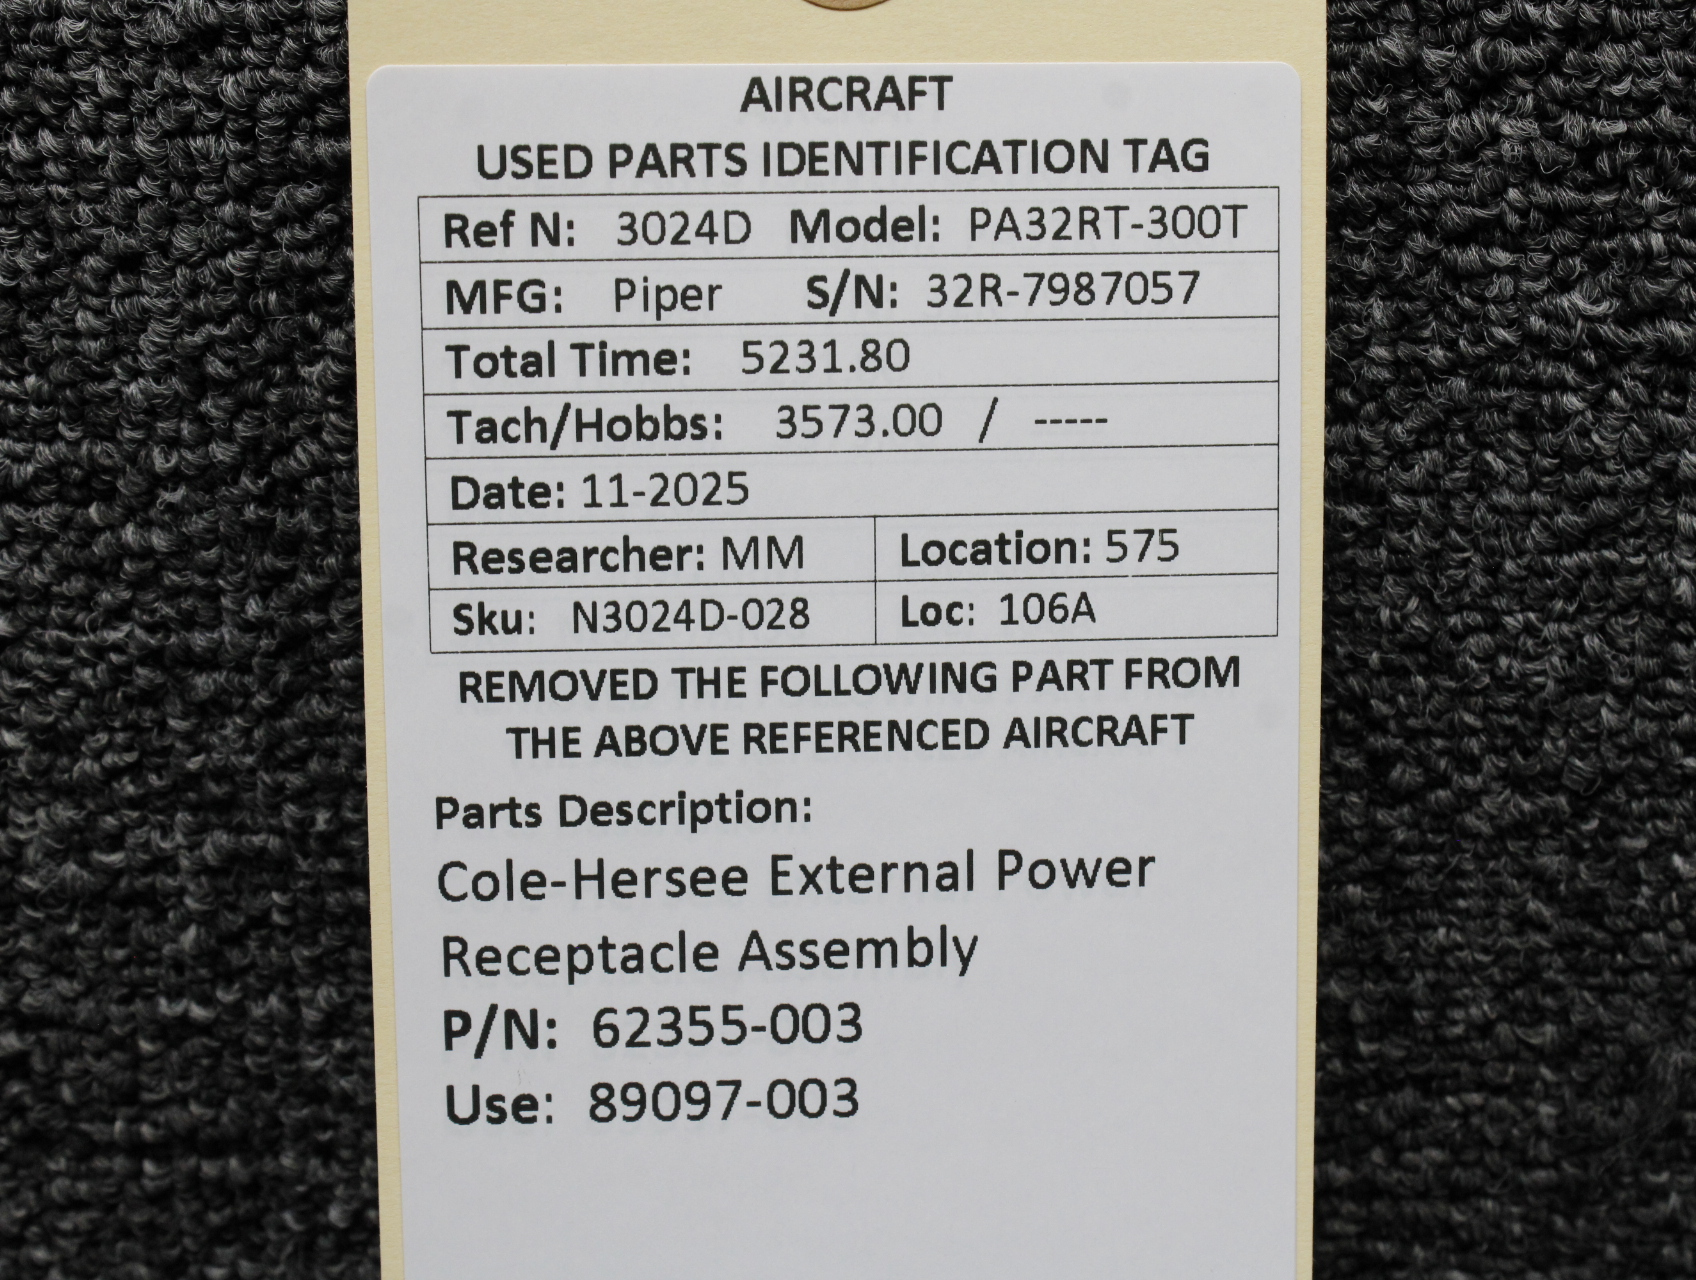 AIRCRAFT
USED PARTS IDENTIFICATION TAG
Ref N: 3024D Model: PA32RT-300T
MFG: Piper S/N: 32R-7987057
Total Time: 5231.80
Tach/Hobbs: 3573.00 / -----
Date: 11-2025
Researcher: MM Location: 575
Sku: N3024D-028 Loc: 106A
REMOVED THE FOLLOWING PART FROM
THE ABOVE REFERENCED AIRCRAFT
Parts Description:
Cole-Hersee External Power
Receptacle Assembly
P/N: 62355-003
Use: 89097-003